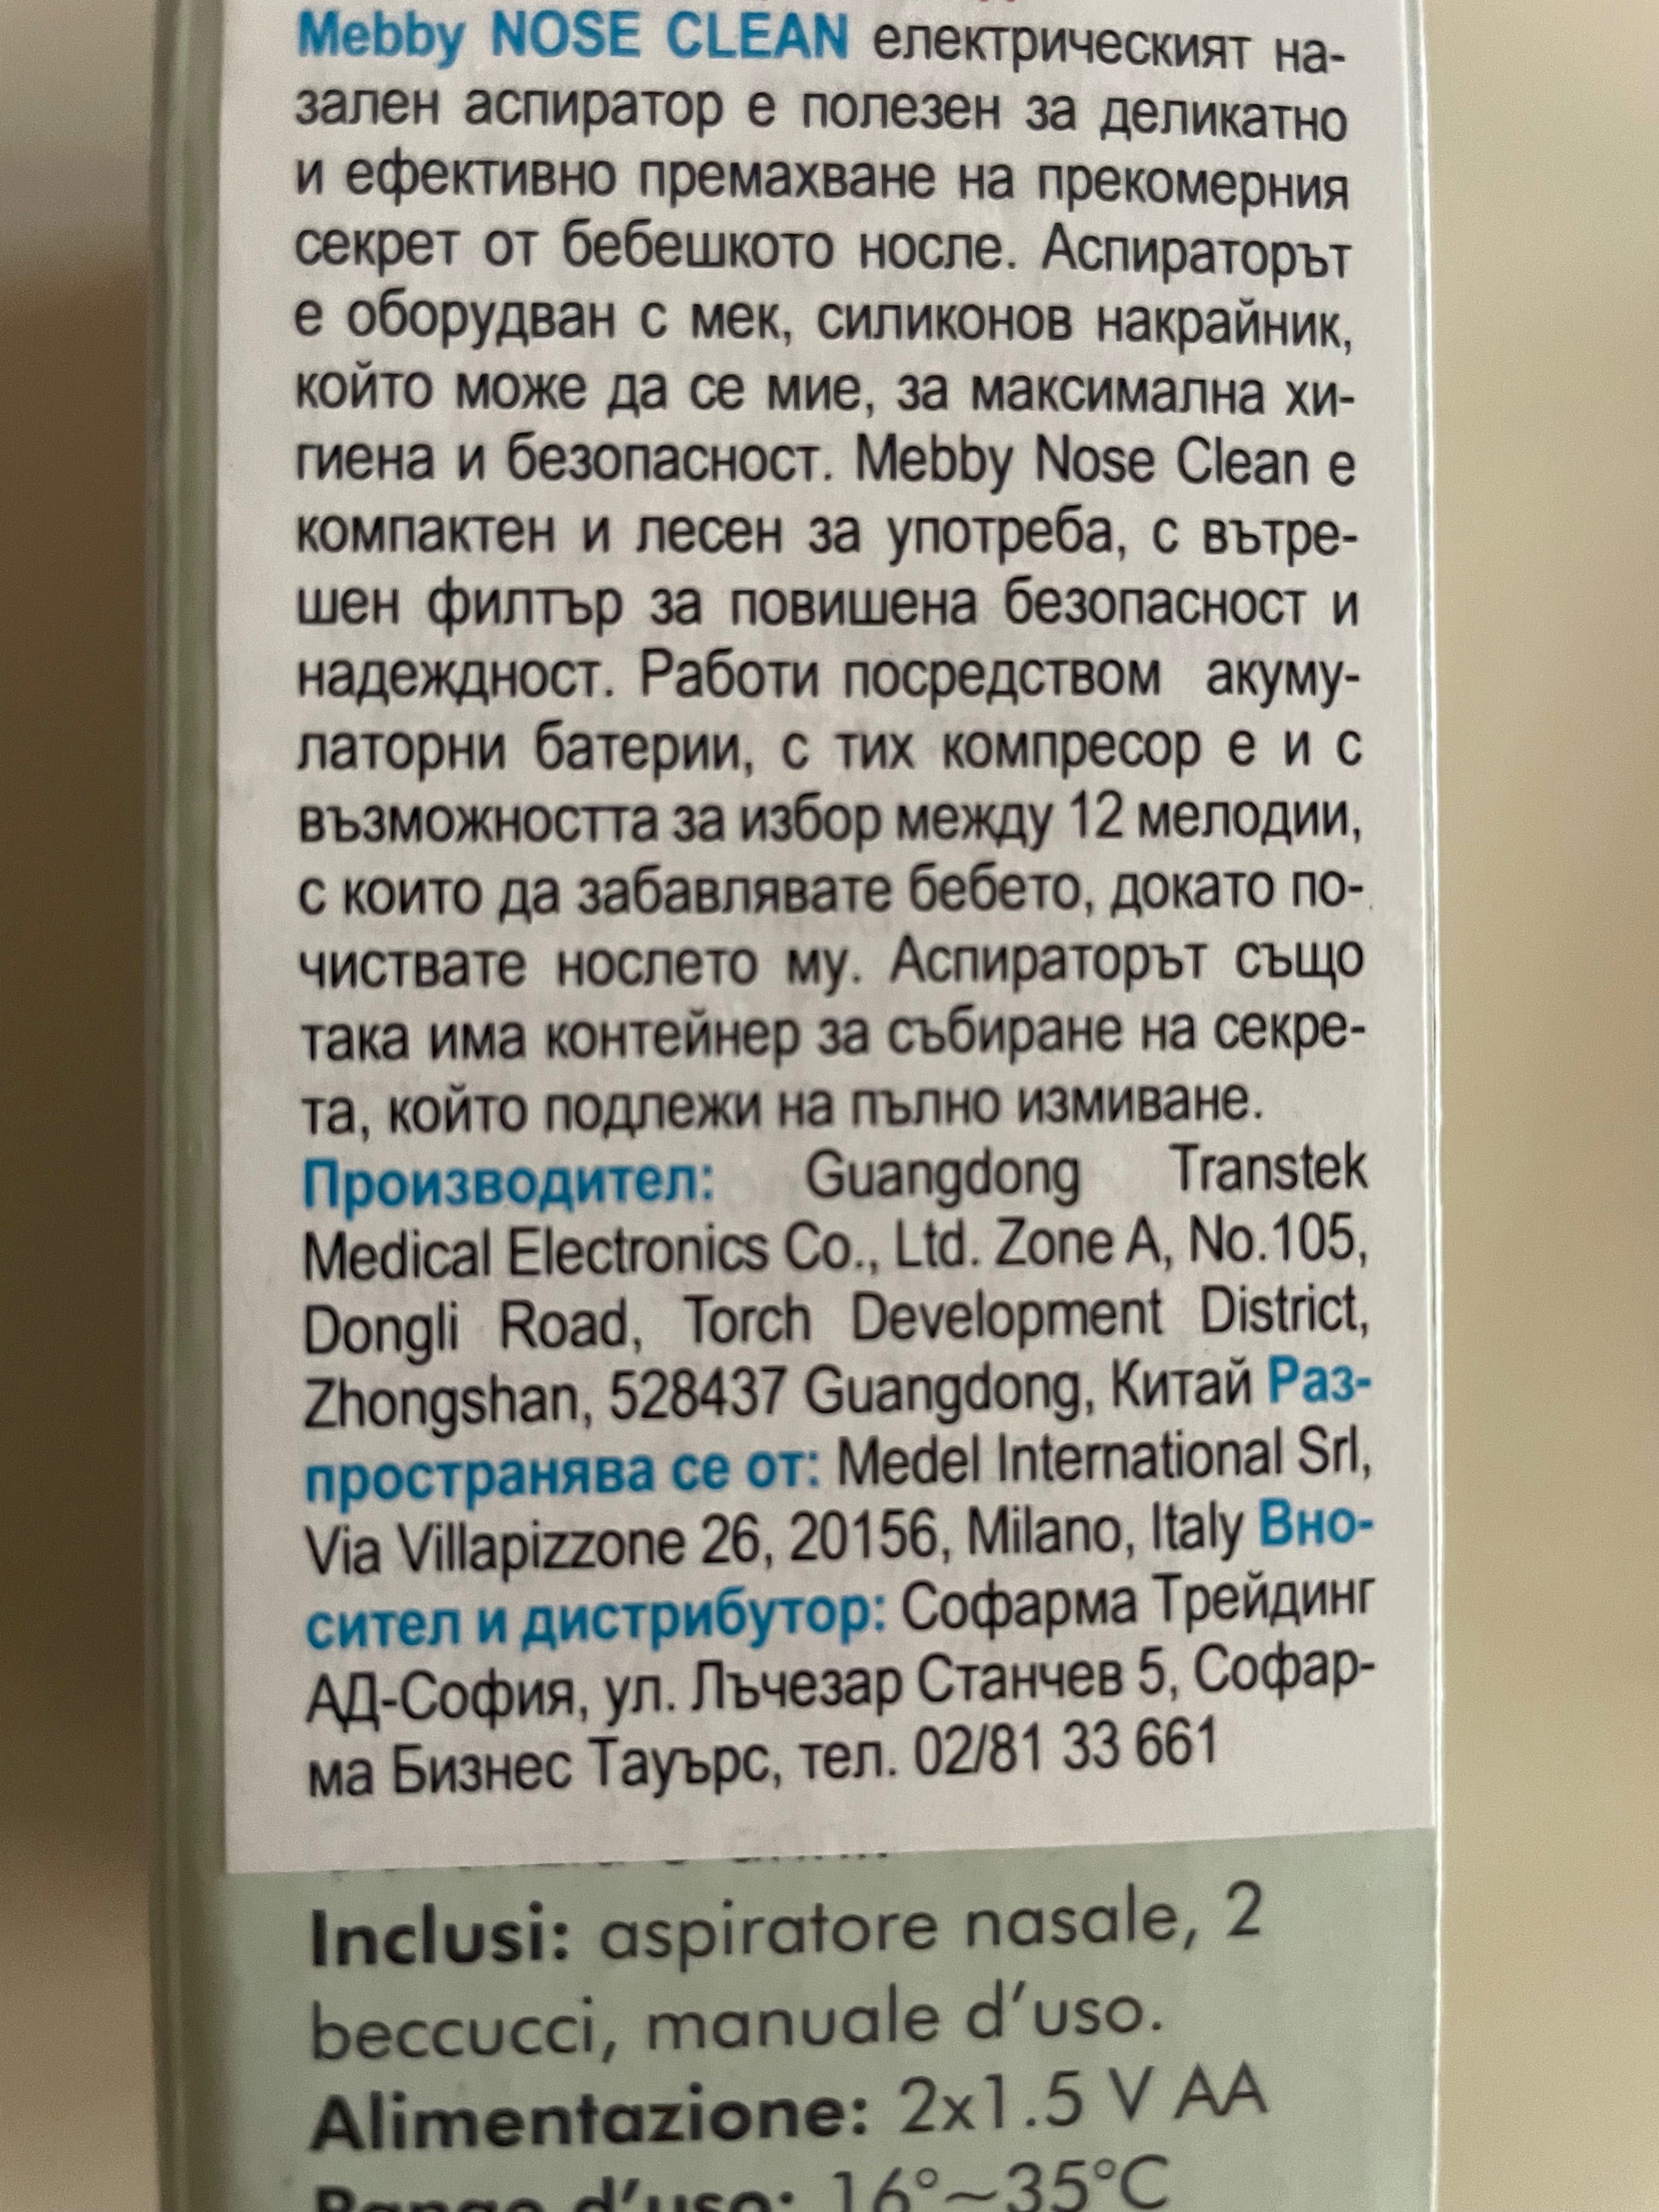 Mebby NOSE CLEAN електрическият на-
зален аспиратор е полезен за деликатно
и ефективно премахване на прекомерния
секрет от бебешкото носле. Аспираторът
е оборудван с мек, силиконов накрайник,
който може да се мие, за максимална хи-
гиена и безопасност. Mebby Nose Clean е
компактен и лесен за употреба, с вътре-
шен филтър за повишена безопасност и
надеждност. Работи посредством акуму-
латорни батерии, с тих компресор е и с
възможността за избор между 12 мелодии,
с които да забавлявате бебето, докато по-
чиствате нослето му. Аспираторът също
така има контейнер за събиране на секре-
та, който подлежи на пълно измиване.
Производител: Guangdong Transtek
Medical Electronics Co., Ltd. Zone A, No.105,
Dongli Road, Torch Development District,
Zhongshan, 528437 Guangdong, Китай Раз-
пространява се от: Medel International Srl,
Via Villapizzone 26, 20156, Milano, Italy Вно-
сител и дистрибутор: Софарма Трейдинг
АД-София, ул. Лъчезар Станчев 5, Софар-
ма Бизнес Тауърс, тел. 02/81 33 661
Inclusi: aspiratore nasale, 2
beccucci, manuale d'uso.
Alimentazione: 2x1.5 V AA
Range d'uso: 16°~35°C